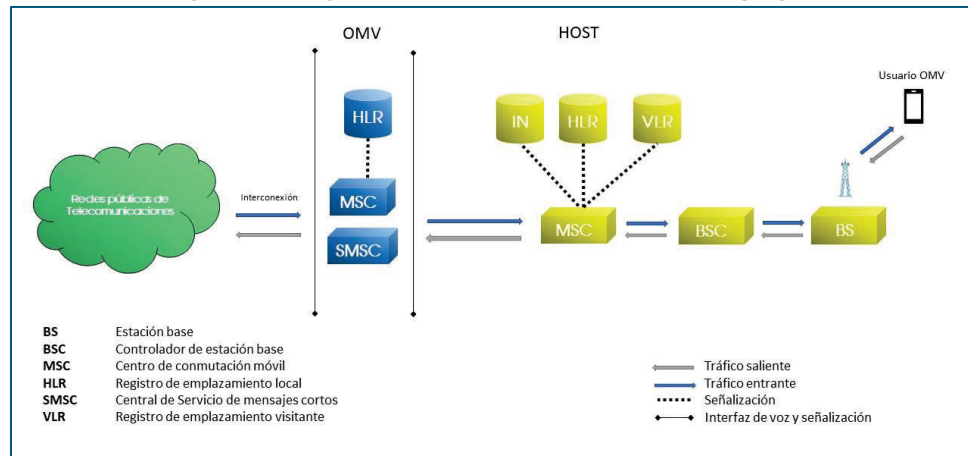 OMV
HOST
Usuario OMV
HLR
IN
HLR
VLR
Redes públicas de
Telecomunicaciones
Interconexión
MSC
SMSC
MSC
BSC
BS
BS Estación base
BSC Controlador de estación base
MSC Centro de conmutación móvil
HLR Registro de emplazamiento local
SMSC Central de Servicio de mensajes cortos
VLR Registro de emplazamiento visitante
Tráfico saliente
Tráfico entrante
Señalización
Interfaz de voz y señalización